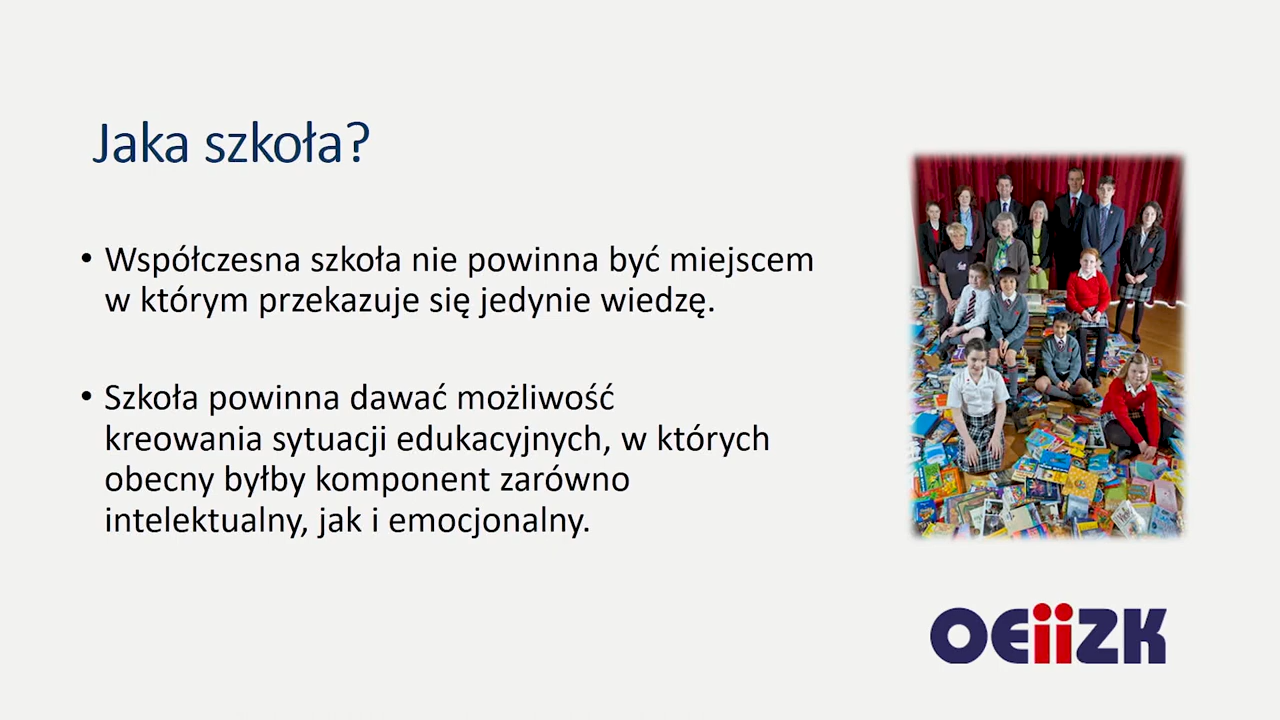 Jaka szkoła?
• Współczesna szkoła nie powinna być miejscem
w którym przekazuje się jedynie wiedzę.
• Szkoła powinna dawać możliwość
kreowania sytuacji edukacyjnych, w których
obecny byłby komponent zarówno
intelektualny, jak i emocjonalny.
OEiiZK